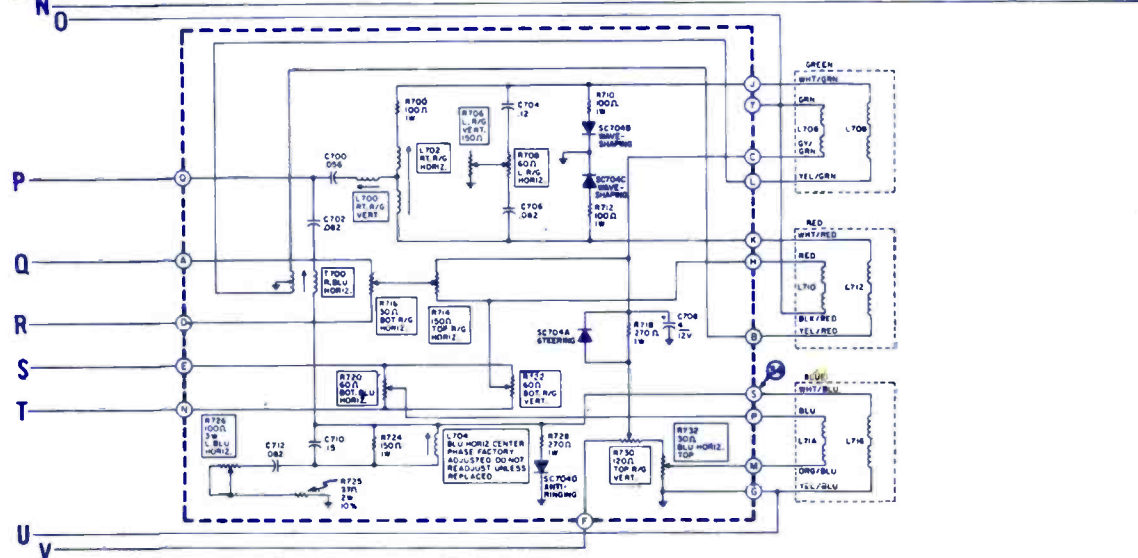 N
O
GREEN
WHT/GRN
J
GRN
T
R700
100Ω
1W
C704
.12
R710
100Ω
1W
R706
L. R/G
VERT.
150Ω
SC704B
WAVE-
SHAPING
L706
L708
L702
RT. R/G
HORIZ.
R708
60Ω
L. R/G
HORIZ.
GY/
GRN
C
C700
.056
P
Q
SC704C
WAVE-
SHAPING
YEL/GRN
L
L700
RT. R/G
VERT
C706
.082
R712
100Ω
1W
C702
.082
RED
WHT/RED
K
Q
A
RED
H
T700
R. BLU
HORIZ.
L710
L712
R716
30Ω
BOT R/G
HORIZ.
R714
150Ω
TOP R/G
HORIZ.
R
D
BLK/RED
YEL/RED
B
SC704A
STEERING
R718
270Ω
1W
C708
4
12V
S
E
BLUE
34
WHT/BLU
S
R720
60Ω
BOT. BLU
HORIZ.
60Ω
BOT. R/G
VERT.
T
N
BLU
P
R726
100Ω
3W
L. BLU
HORIZ.
C712
.082
C710
.15
R724
150Ω
1W
L704
BLU HORIZ CENTER
PHASE FACTORY
ADJUSTED DO NOT
READJUST UNLESS
REPLACED.
R728
270Ω
1W
R732
30Ω
BLU HORIZ.
TOP
L714
L716
R730
120Ω
TOP R/G
VERT.
M
ORG/BLU
SC704D
ANTI-
RINGING
G
YEL/BLU
R725
37Ω
2W
10%
F
U
V